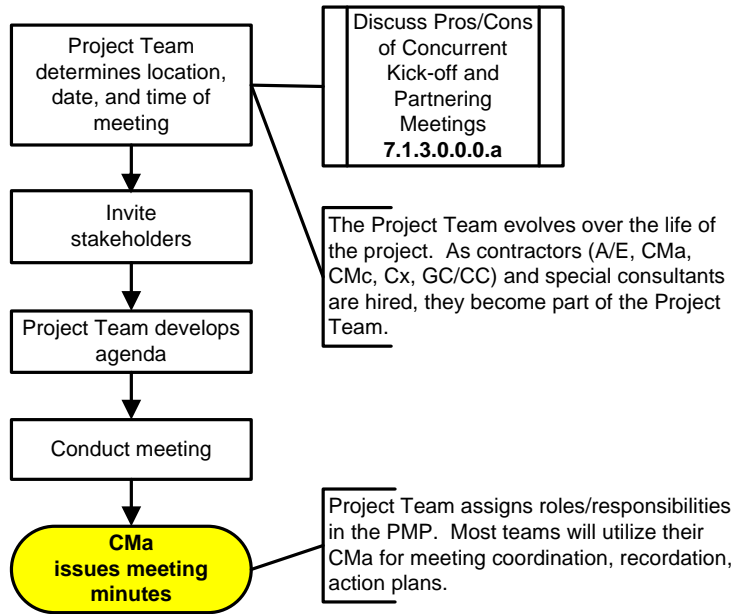 Project Team
determines location,
date, and time of
meeting
Discuss Pros/Cons
of Concurrent
Kick-off and
Partnering
Meetings
7.1.3.0.0.0.a
Invite
stakeholders
The Project Team evolves over the life of
the project.  As contractors (A/E, CMa,
CMc, Cx, GC/CC) and special consultants
are hired, they become part of the Project
Team.
Project Team develops
agenda
Conduct meeting
CMa
issues meeting
minutes
Project Team assigns roles/responsibilities
in the PMP.  Most teams will utilize their
CMa for meeting coordination, recordation,
action plans.